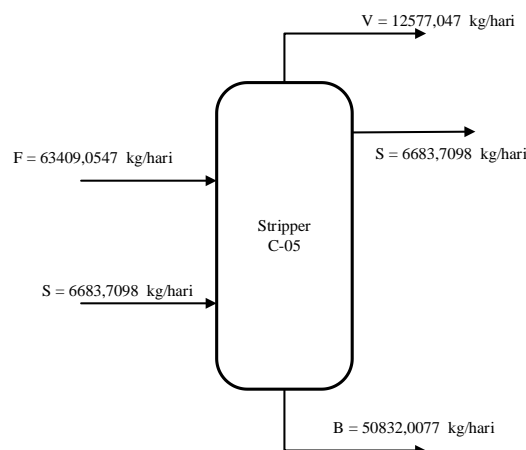 V = 12577,047 kg/hari
F = 63409,0547 kg/hari
S = 6683,7098 kg/hari
Stripper
C-05
S = 6683,7098 kg/hari
B = 50832,0077 kg/hari